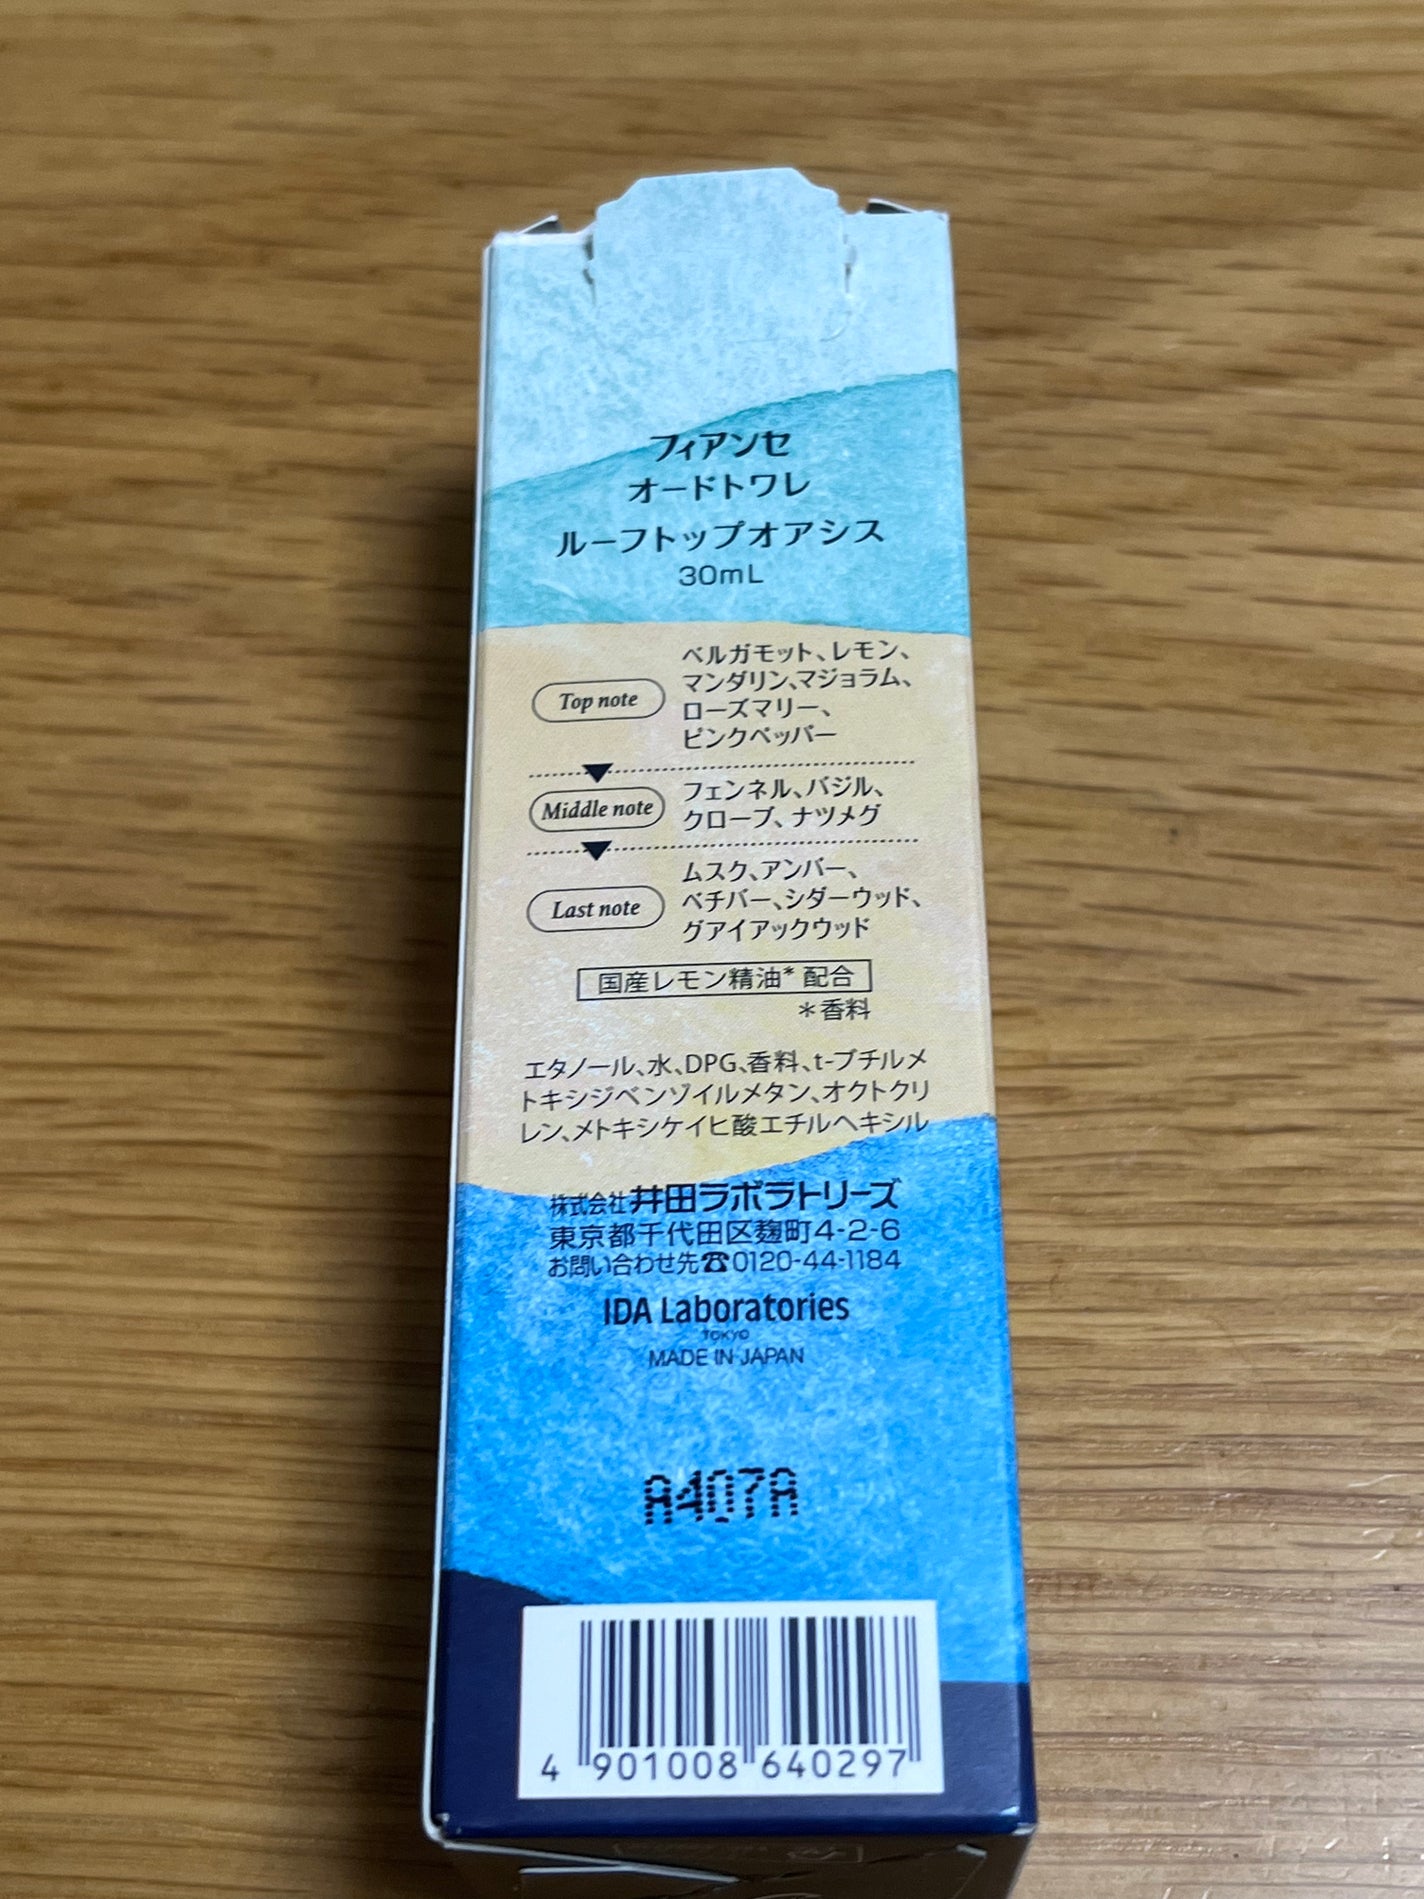 フィアンセ
オードトワレ
ルーフトップオアシス
30mL
Top note
ベルガモット、レモン、
マンダリン、マジョラム、
ローズマリー、
ピンクペッパー
Middle note
フェンネル、バジル、
クローブ、ナツメグ
Last note
ムスク、アンバー、
ベチバー、シダーウッド、
グアイアックウッド
国産レモン精油* 配合
*香料
エタノール、水、DPG、香料、t-ブチルメ
トキシジベンゾイルメタン、オクトクリ
レン、メトキシケイヒ酸エチルヘキシル
株式会社井田ラボラトリーズ
東京都千代田区麹町4-2-6
お問い合わせ先☎0120-44-1184
IDA Laboratories
TOKYO
MADE IN JAPAN
A407A
4 901008 640297